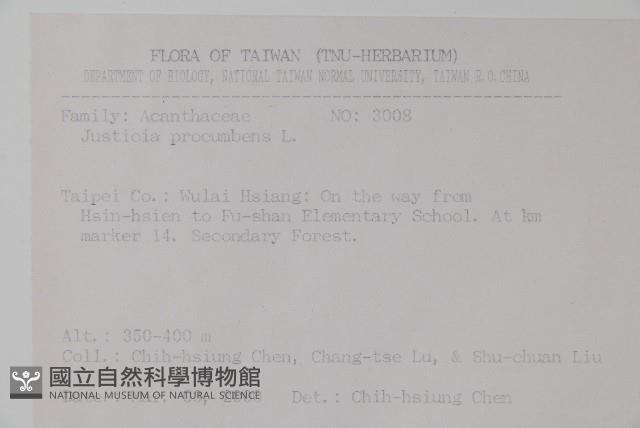 FLORA OF TAIWAN (TNU-HERBARIUM)
DEPARTMENT OF BIOLOGY, NATIONAL TAIWAN NORMAL UNIVERSITY, TAIWAN R.O.CHINA
Family: Acanthaceae NO: 3008
Justicia procumbens L.
Taipei Co.: Wulai Hsiang: On the way from
Hsin-hsien to Fu-shan Elementary School. At km
marker 14. Secondary Forest.
Alt.: 350-400 m
Coll.: Chih-hsiung Chen, Chang-tse Lu, & Shu-chuan Liu
Det.: Chih-hsiung Chen
國立自然科學博物館
NATIONAL MUSEUM OF NATURAL SCIENCE